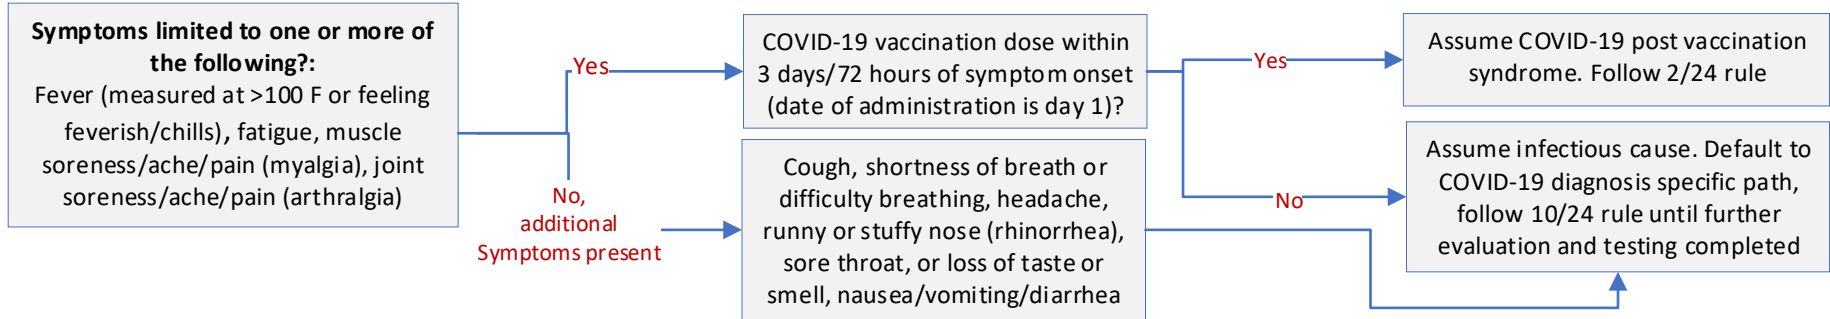 Symptoms limited to one or more of
the following?:
Fever (measured at >100 F or feeling
feverish/chills), fatigue, muscle
soreness/ache/pain (myalgia), joint
soreness/ache/pain (arthralgia)
Yes
No,
additional
Symptoms present
COVID-19 vaccination dose within
3 days/72 hours of symptom onset
(date of administration is day 1)?
Cough, shortness of breath or
difficulty breathing, headache,
runny or stuffy nose (rhinorrhea),
sore throat, or loss of taste or
smell, nausea/vomiting/diarrhea
Yes
No
Assume COVID-19 post vaccination
syndrome. Follow 2/24 rule
Assume infectious cause. Default to
COVID-19 diagnosis specific path,
follow 10/24 rule until further
evaluation and testing completed